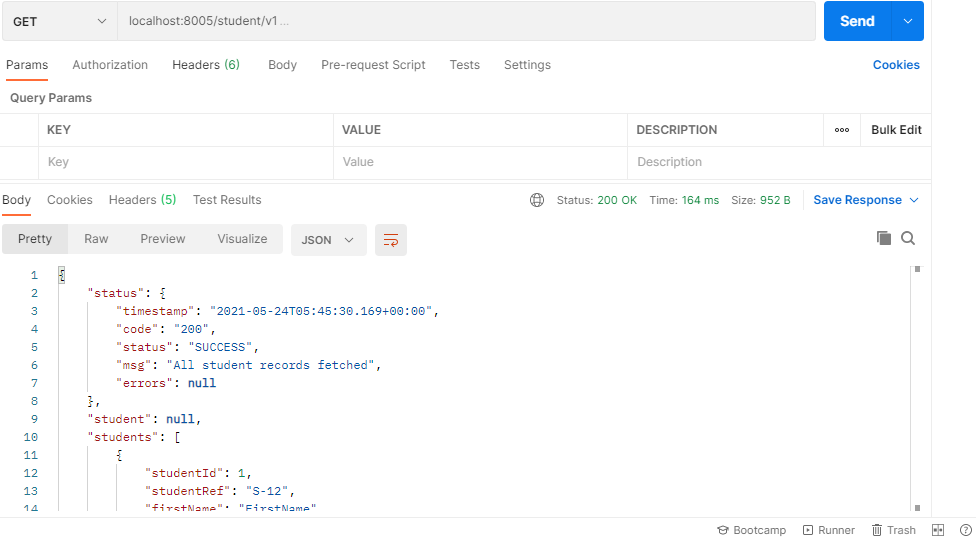 GET localhost:8005/student/v1 ... Send
Params Authorization Headers (6) Body Pre-request Script Tests Settings Cookies
Query Params
KEY VALUE DESCRIPTION ooo Bulk Edit
Key Value Description
Body Cookies Headers (5) Test Results Status: 200 OK Time: 164 ms Size: 952 B Save Response
Pretty Raw Preview Visualize JSON
1 {
2 "status": {
3 "timestamp": "2021-05-24T05:45:30.169+00:00",
4 "code": "200",
5 "status": "SUCCESS",
6 "msg": "All student records fetched",
7 "errors": null
8 },
9 "student": null,
10 "students": [
11 {
12 "studentId": 1,
13 "studentRef": "S-12",
14 "firstName": "FirstName"
Bootcamp Runner Trash